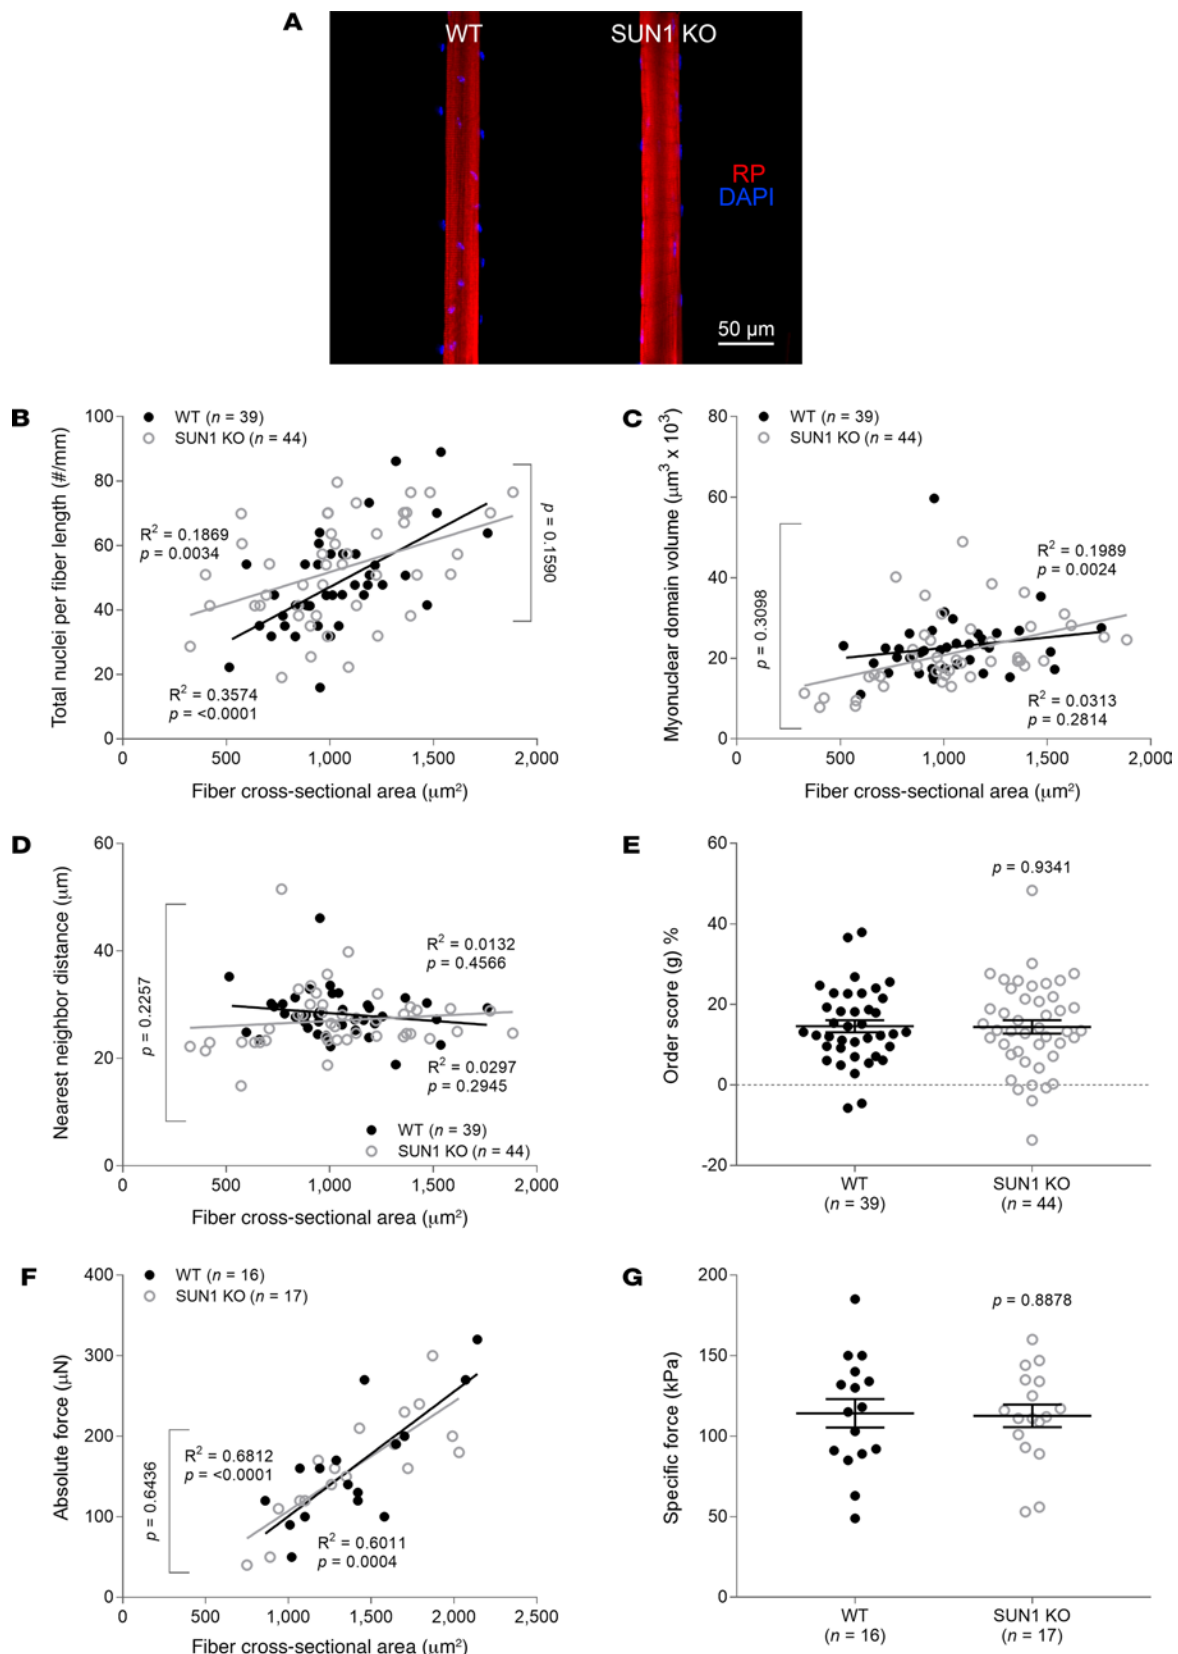 A
WT
SUN1 KO
RP
DAPI
50 µm
B
Total nuclei per fiber length (#/mm)
100
80
60
40
20
0
WT (n = 39)
SUN1 KO (n = 44)
R² = 0.1869
p = 0.0034
R² = 0.3574
p = <0.0001
p = 0.1590
0
500
1,000
1,500
2,000
Fiber cross-sectional area (µm²)
C
Myonuclear domain volume (µm³ x 10³)
80
60
40
20
0
WT (n = 39)
SUN1 KO (n = 44)
p = 0.3098
R² = 0.1989
p = 0.0024
R² = 0.0313
p = 0.2814
0
500
1,000
1,500
2,000
Fiber cross-sectional area (µm²)
D
Nearest neighbor distance (µm)
60
40
20
0
p = 0.2257
R² = 0.0132
p = 0.4566
R² = 0.0297
p = 0.2945
WT (n = 39)
SUN1 KO (n = 44)
0
500
1,000
1,500
2,000
Fiber cross-sectional area (µm²)
E
Order score (g) %
60
40
20
0
-20
p = 0.9341
WT
(n = 39)
SUN1 KO
(n = 44)
F
Absolute force (µN)
400
300
200
100
0
WT (n = 16)
SUN1 KO (n = 17)
p = 0.6436
R² = 0.6812
p = <0.0001
R² = 0.6011
p = 0.0004
0
500
1,000
1,500
2,000
2,500
Fiber cross-sectional area (µm²)
G
Specific force (kPa)
200
150
100
50
0
p = 0.8878
WT
(n = 16)
SUN1 KO
(n = 17)